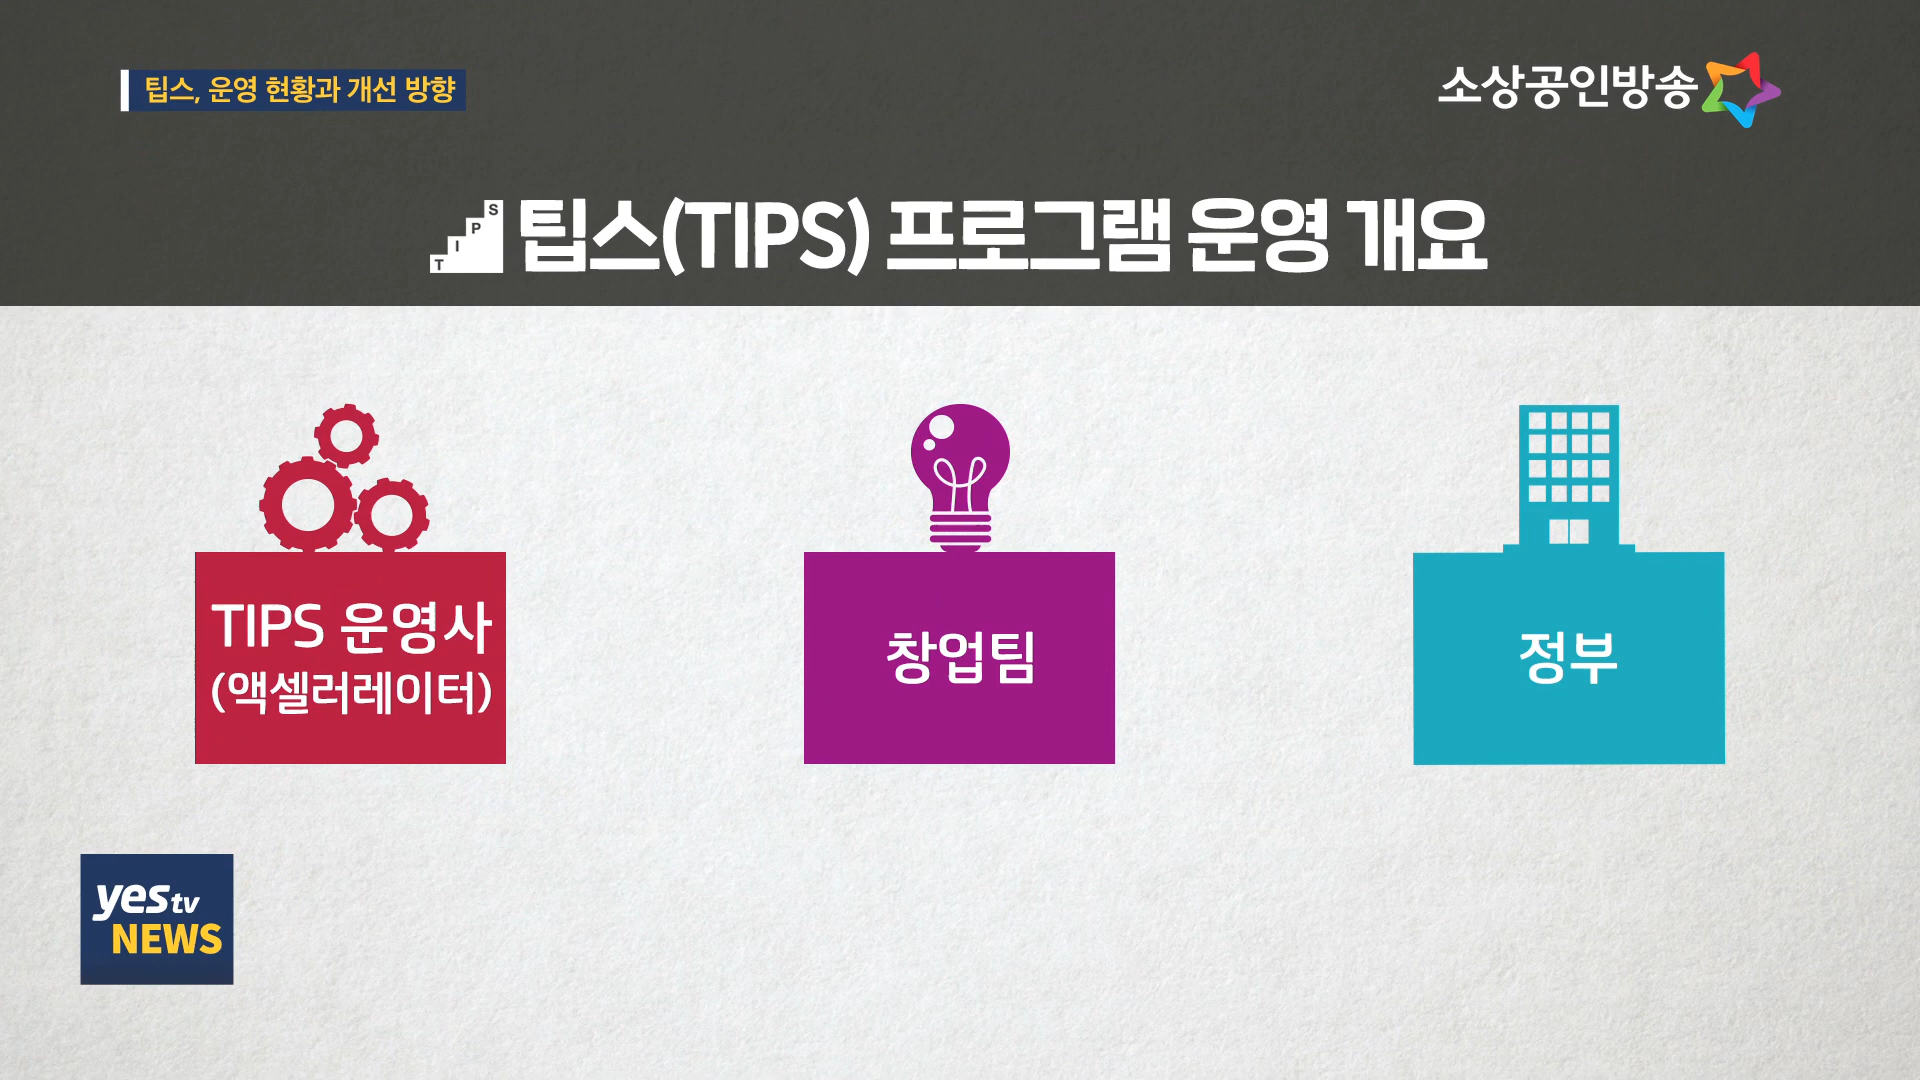 팁스, 운영 현황과 개선 방향
소상공인방송
T I P S
팁스(TIPS) 프로그램 운영 개요
TIPS 운영사
(액셀러레이터)
창업팀
정부
yes tv
NEWS